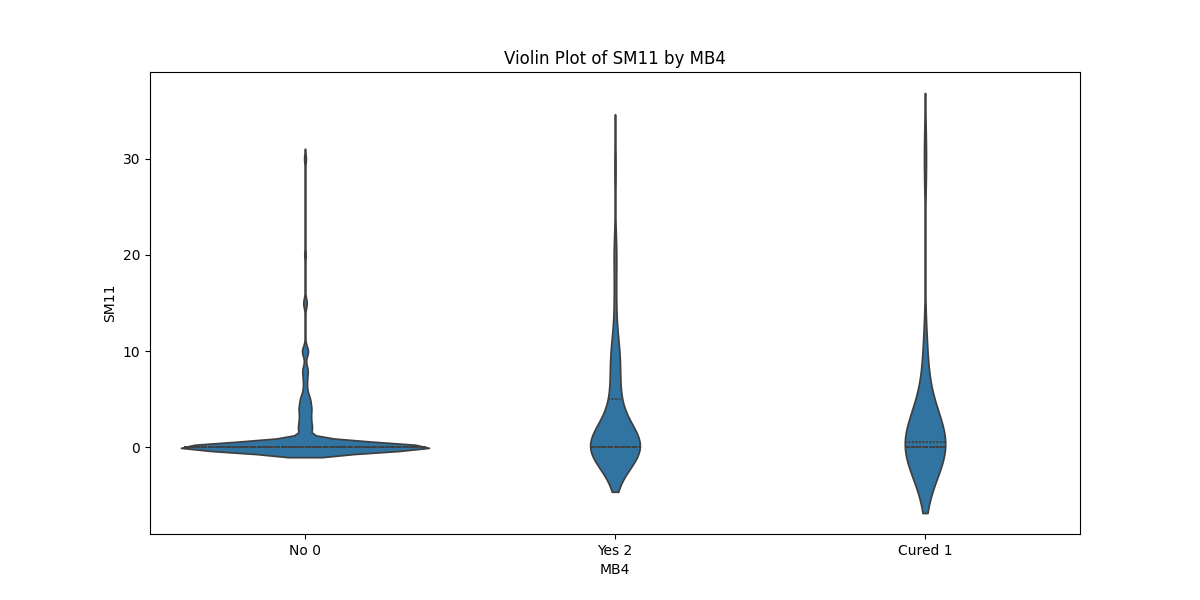 Violin Plot of SM11 by MB4
30
20
10
0
SM11
No 0
Yes 2
Cured 1
MB4